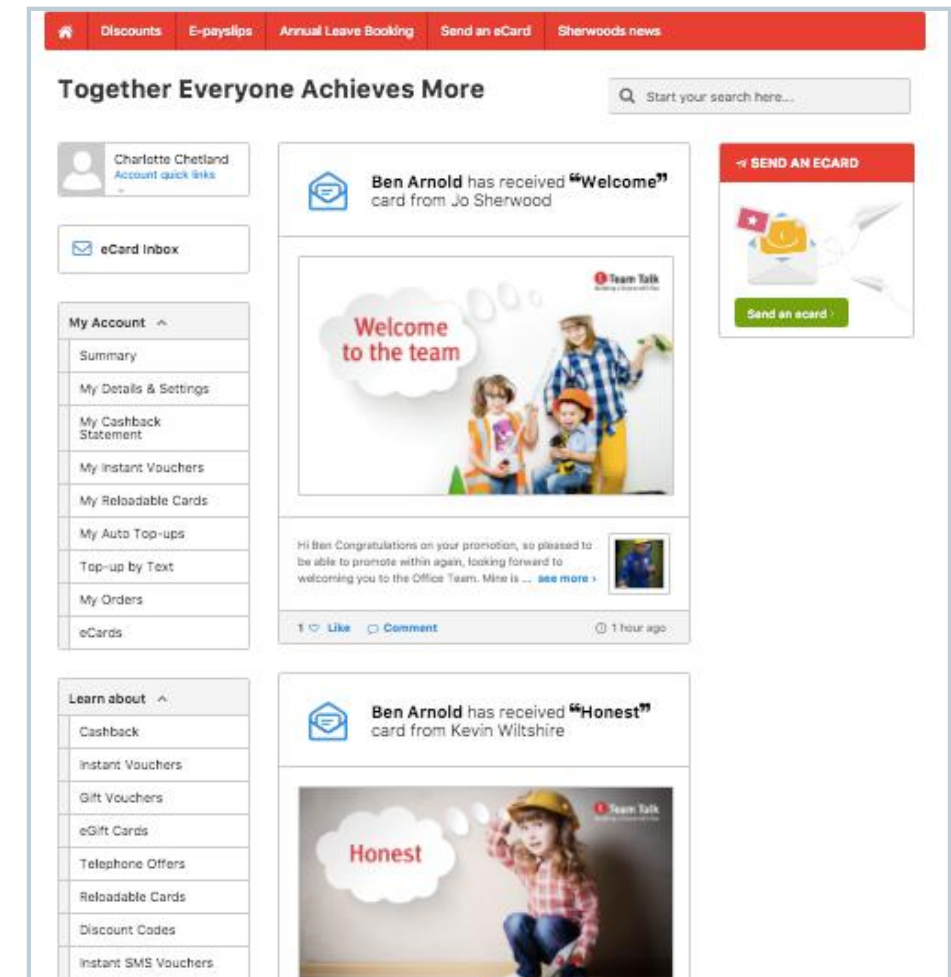 Discounts E-payslips Annual Leave Booking Send an eCard Sherwoods news
Together Everyone Achieves More
Start your search here...
Charlotte Chetland
Account quick links
eCard Inbox
My Account
Summary
My Details & Settings
My Cashback
Statement
My Instant Vouchers
My Reloadable Cards
My Auto Top-ups
Top-up by Text
My Orders
eCards
Learn about
Cashback
Instant Vouchers
Gift Vouchers
eGift Cards
Telephone Offers
Reloadable Cards
Discount Codes
Instant SMS Vouchers
Ben Arnold has received “Welcome”
card from Jo Sherwood
Team Talk
Welcome
to the team
Hi Ben Congratulations on your promotion, so pleased to
be able to promote within again, looking forward to
welcoming you to the Office Team. Mine is ... see more ›
1 Like Comment 1 hour ago
Ben Arnold has received “Honest”
card from Kevin Wiltshire
Team Talk
Honest
SEND AN ECARD
Send an ecard ›